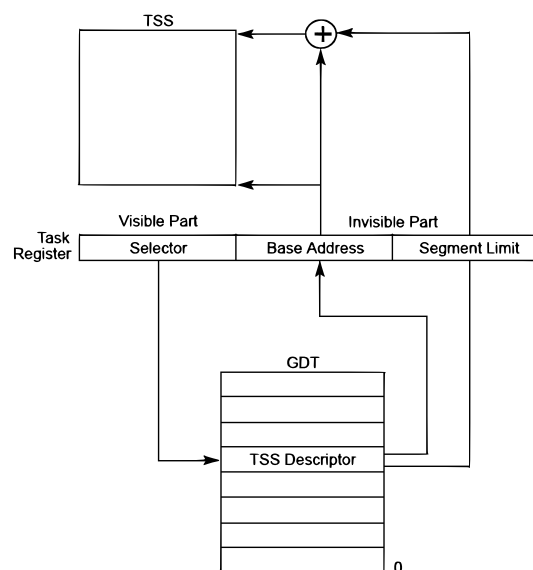 TSS
+
Visible Part
Invisible Part
Task
Register
Selector
Base Address
Segment Limit
GDT
TSS Descriptor
0